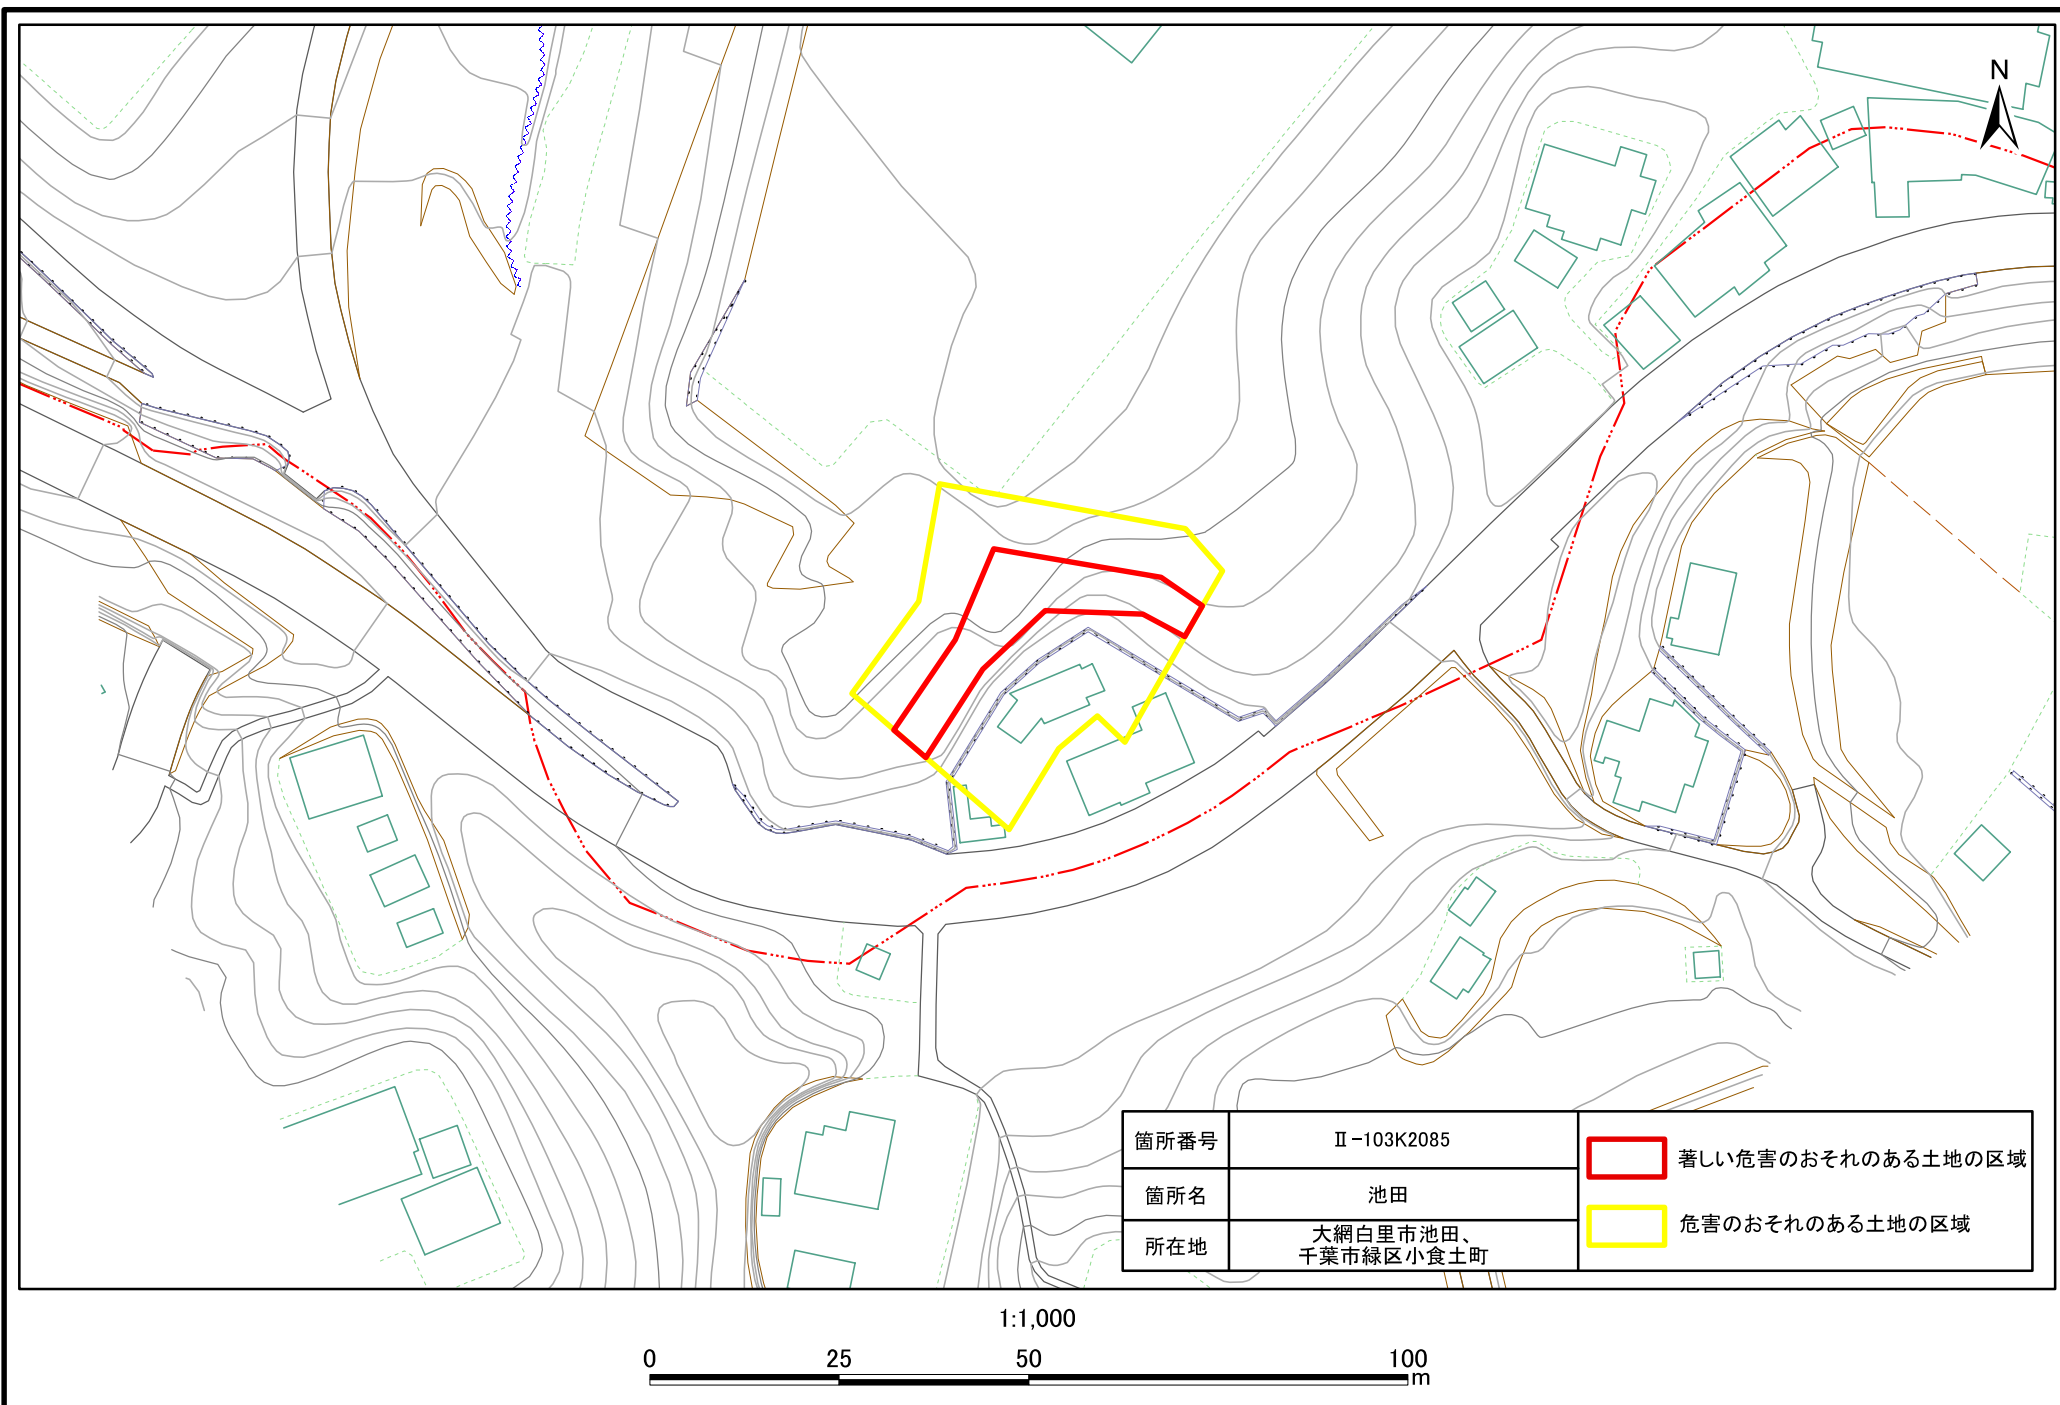 N
箇所番号
Ⅱ-103K2085
箇所名
池田
所在地
大網白里市池田、
千葉市緑区小食土町
著しい危害のおそれのある土地の区域
危害のおそれのある土地の区域
1:1,000
0 25 50 100
m